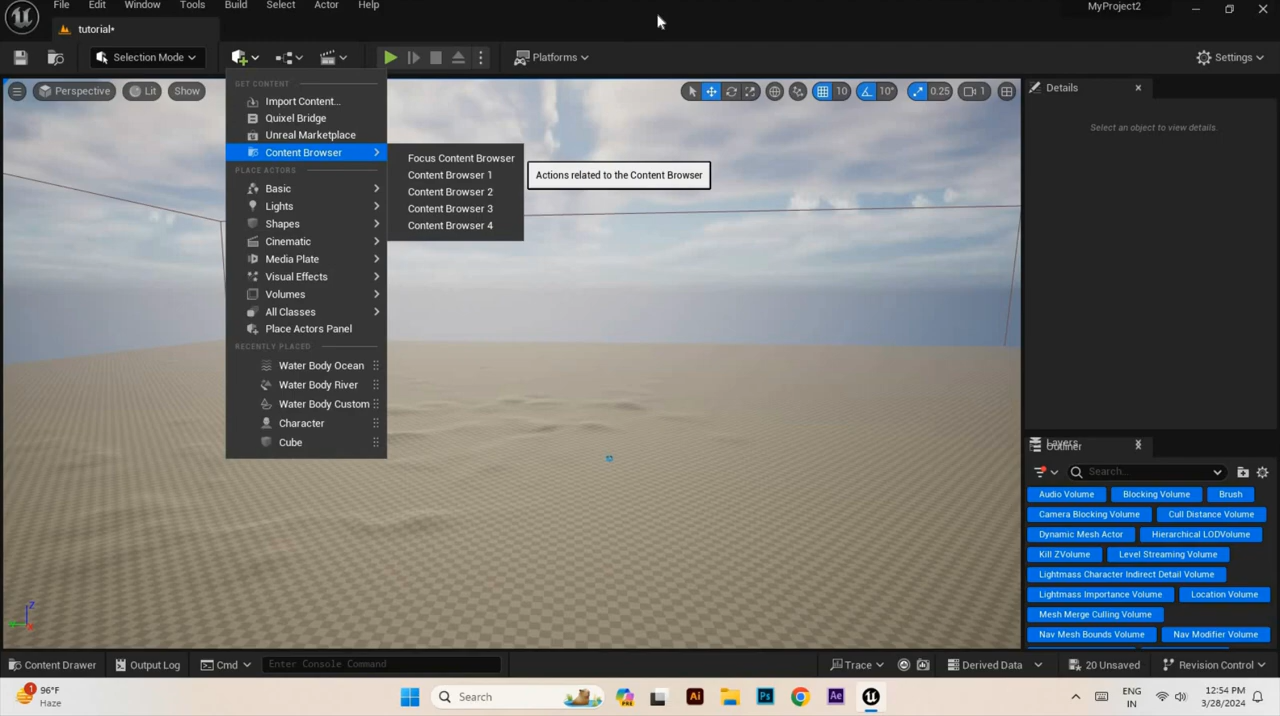 File Edit Window Tools Build Select Actor Help MyProject2
tutorial*
Selection Mode Platforms Settings
Perspective Lit Show 10 10° 0.25 1
GET CONTENT
Import Content...
Quixel Bridge
Unreal Marketplace
Content Browser
PLACE ACTORS
Basic
Lights
Shapes
Cinematic
Media Plate
Visual Effects
Volumes
All Classes
Place Actors Panel
RECENTLY PLACED
Water Body Ocean
Water Body River
Water Body Custom
Character
Cube
Focus Content Browser
Content Browser 1
Content Browser 2
Content Browser 3
Content Browser 4
Actions related to the Content Browser
Z
X
Details
Select an object to view details.
Layers
Outliner
Search...
Audio Volume Blocking Volume Brush
Camera Blocking Volume Cull Distance Volume
Dynamic Mesh Actor Hierarchical LODVolume
Kill ZVolume Level Streaming Volume
Lightmass Character Indirect Detail Volume
Lightmass Importance Volume Location Volume
Mesh Merge Culling Volume
Nav Mesh Bounds Volume Nav Modifier Volume
Content Drawer Output Log Cmd Enter Console Command Trace Derived Data 20 Unsaved Revision Control
1
96°F
Haze
Search
PRE
Ai Ps Ae
ENG
IN
12:54 PM
3/28/2024